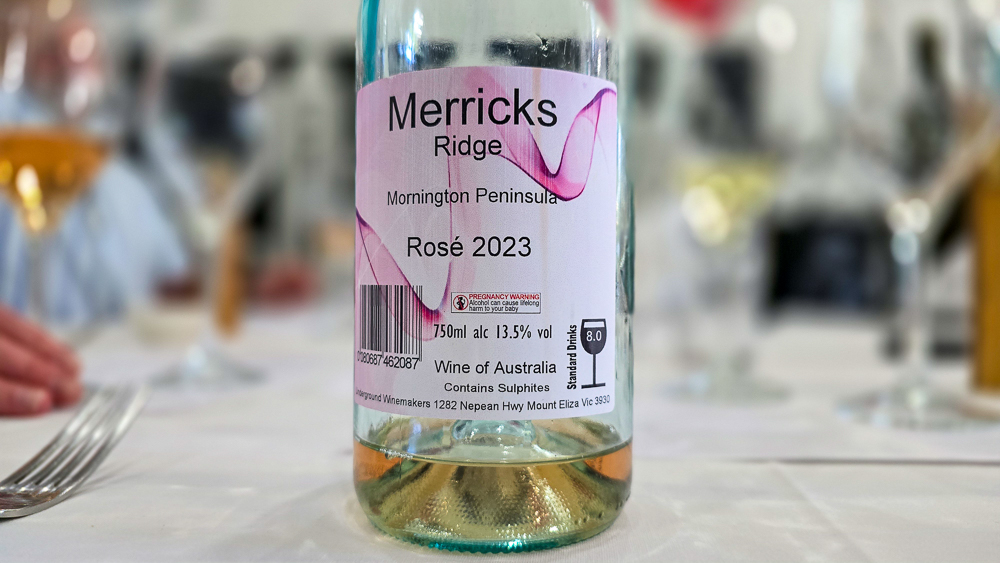 Merricks
Ridge
Mornington Peninsula
Rosé 2023
PREGNANCY WARNING
Alcohol can cause lifelong
harm to your baby
750ml alc 13.5% vol
8.0
Standard Drinks
462087
Wine of Australia
Contains Sulphites
Winemakers 1282 Nepean Hwy Mount Eliza Vic 3930